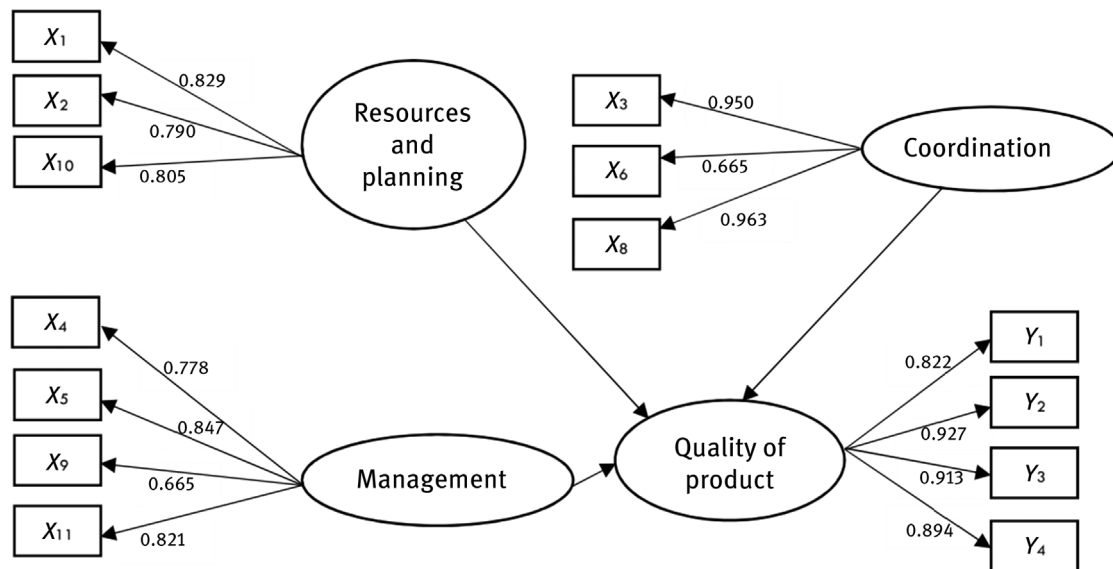 X1
0.829
X2
0.790
X10
0.805
Resources
and
planning
X3
0.950
X6
0.665
X8
0.963
Coordination
X4
0.778
X5
0.847
X9
0.665
X11
0.821
Management
Quality of
product
Y1
0.822
Y2
0.927
Y3
0.913
Y4
0.894